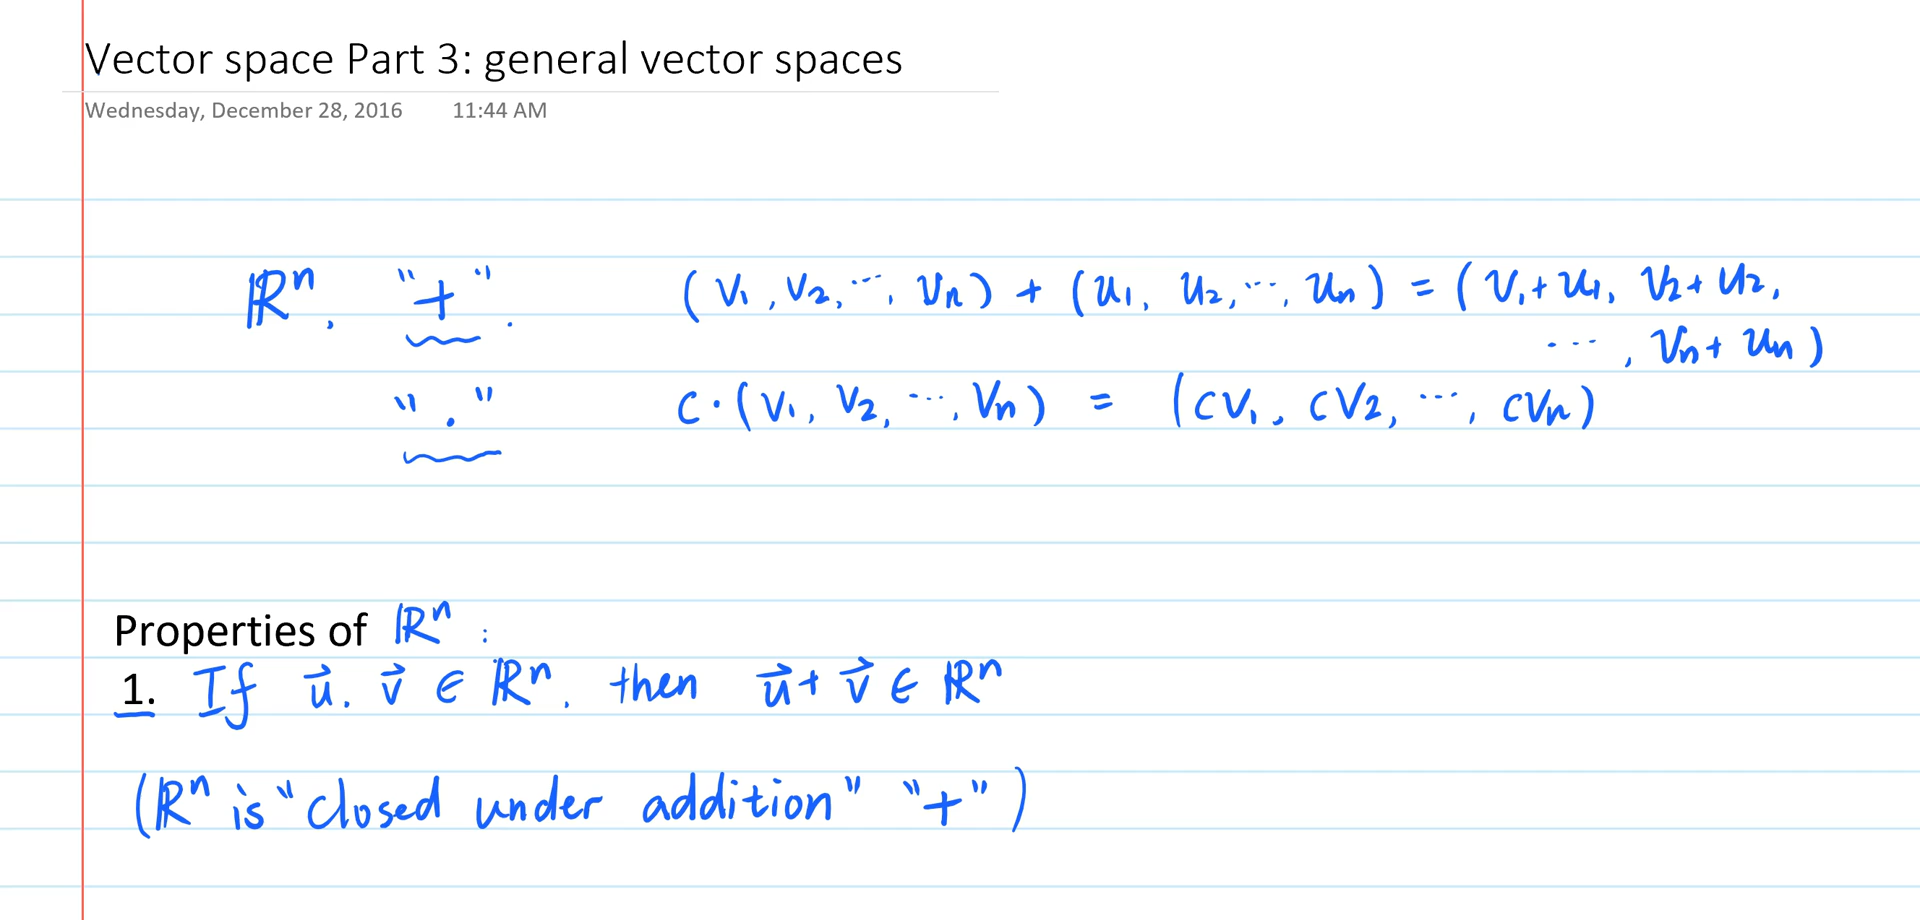 Vector space Part 3: general vector spaces
Wednesday, December 28, 2016 11:44 AM
ℝⁿ, "+". (v₁, v₂, ⋯, vₙ) + (u₁, u₂, ⋯, uₙ) = (v₁+u₁, v₂+u₂,
⋯, vₙ+uₙ)
"·" c·(v₁, v₂, ⋯, vₙ) = (cv₁, cv₂, ⋯, cvₙ)
Properties of ℝⁿ:
1. If u⃗, v⃗ ∈ ℝⁿ, then u⃗+v⃗ ∈ ℝⁿ
(ℝⁿ is "closed under addition" "+")